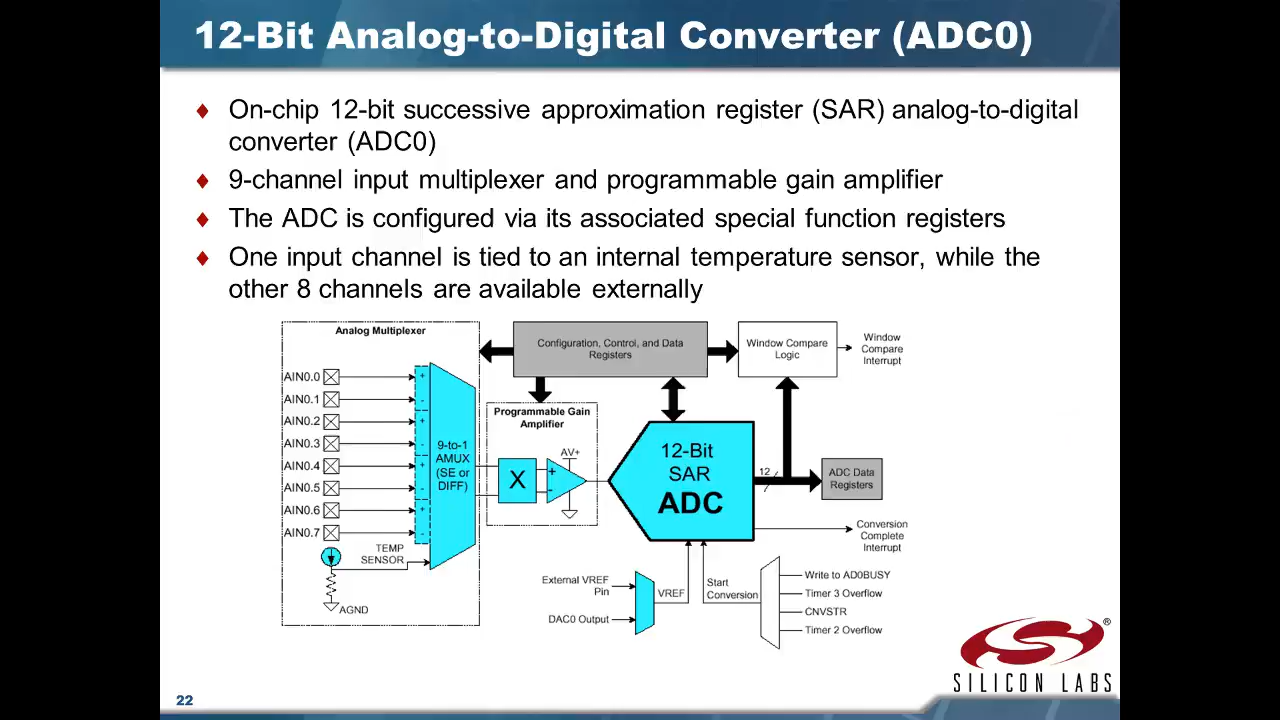 12-Bit Analog-to-Digital Converter (ADC0)
♦ On-chip 12-bit successive approximation register (SAR) analog-to-digital
converter (ADC0)
♦ 9-channel input multiplexer and programmable gain amplifier
♦ The ADC is configured via its associated special function registers
♦ One input channel is tied to an internal temperature sensor, while the
other 8 channels are available externally
Analog Multiplexer
Configuration, Control, and Data
Registers
Window Compare
Logic
Window
Compare
Interrupt
AIN0.0
+
AIN0.1
-
AIN0.2
+
AIN0.3
-
AIN0.4
+
AIN0.5
-
AIN0.6
+
AIN0.7
-
9-to-1
AMUX
(SE or
DIFF)
TEMP
SENSOR
AGND
Programmable Gain
Amplifier
X
AV+
+
-
12-Bit
SAR
ADC
12
ADC Data
Registers
Conversion
Complete
Interrupt
External VREF
Pin
DAC0 Output
VREF
Start
Conversion
Write to AD0BUSY
Timer 3 Overflow
CNVSTR
Timer 2 Overflow
®
SILICON LABS
22